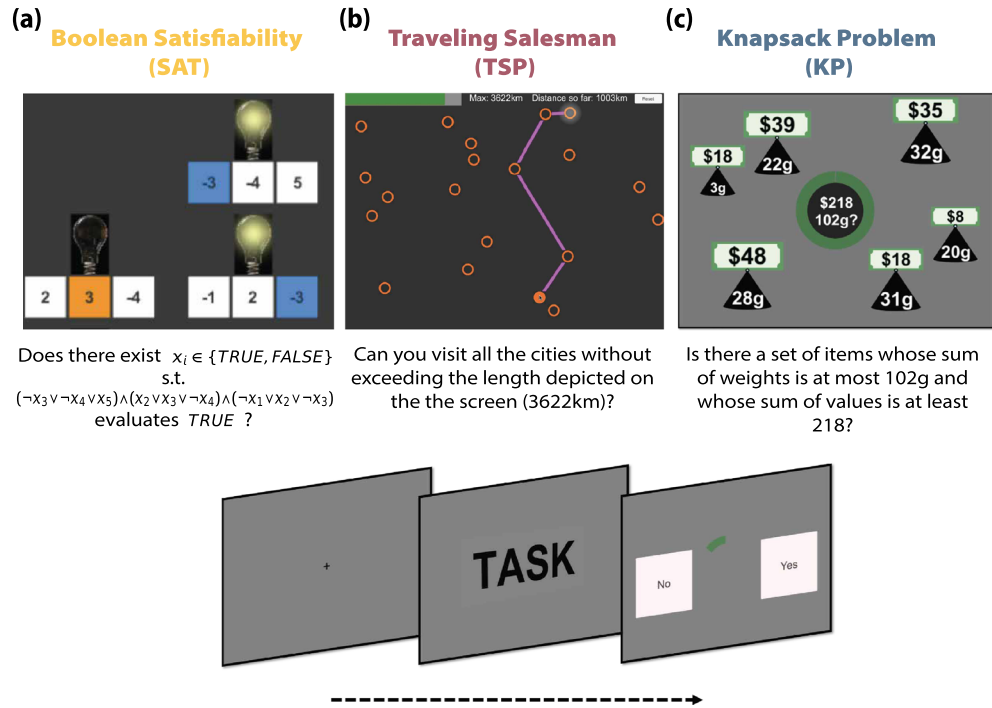 (a)
Boolean Satisfiability
(SAT)
-3 -4 5
2 3 -4
-1 2 -3
Does there exist xᵢ ∈ {TRUE, FALSE}
s.t.
(¬x₃∨¬x₄∨x₅)∧(x₂∨x₃∨¬x₄)∧(¬x₁∨x₂∨¬x₃)
evaluates TRUE ?
(b)
Traveling Salesman
(TSP)
Max: 3622km Distance so far: 1003km Reset
Can you visit all the cities without
exceeding the length depicted on
the the screen (3622km)?
(c)
Knapsack Problem
(KP)
$39
22g
$35
32g
$18
3g
$218
102g?
$8
20g
$48
28g
$18
31g
Is there a set of items whose sum
of weights is at most 102g and
whose sum of values is at least
218?
+
TASK
No
Yes